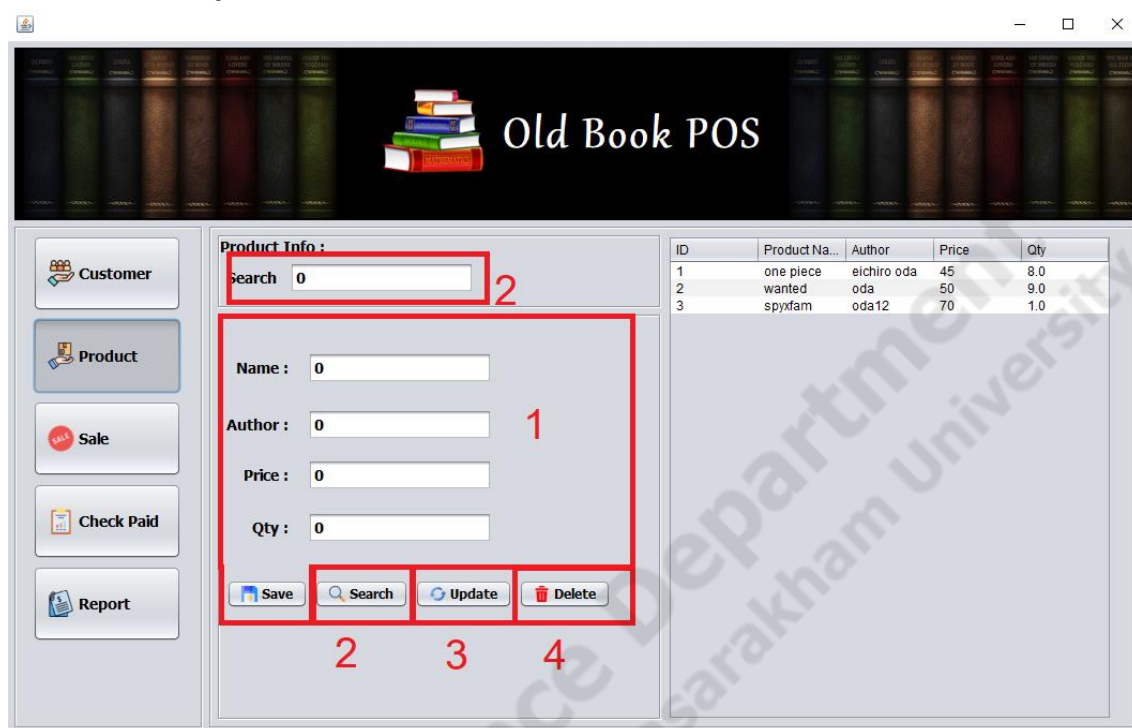 Old Book POS
MATHEMATICS
Customer
Product
SALE
Sale
Check Paid
Report
Product Info :
Search 0
2
1
Name : 0
Author : 0
Price : 0
Qty : 0
Save Search Update Delete
2 3 4
ID Product Na... Author Price Qty
1 one piece eichiro oda 45 8.0
2 wanted oda 50 9.0
3 spyxfam oda12 70 1.0